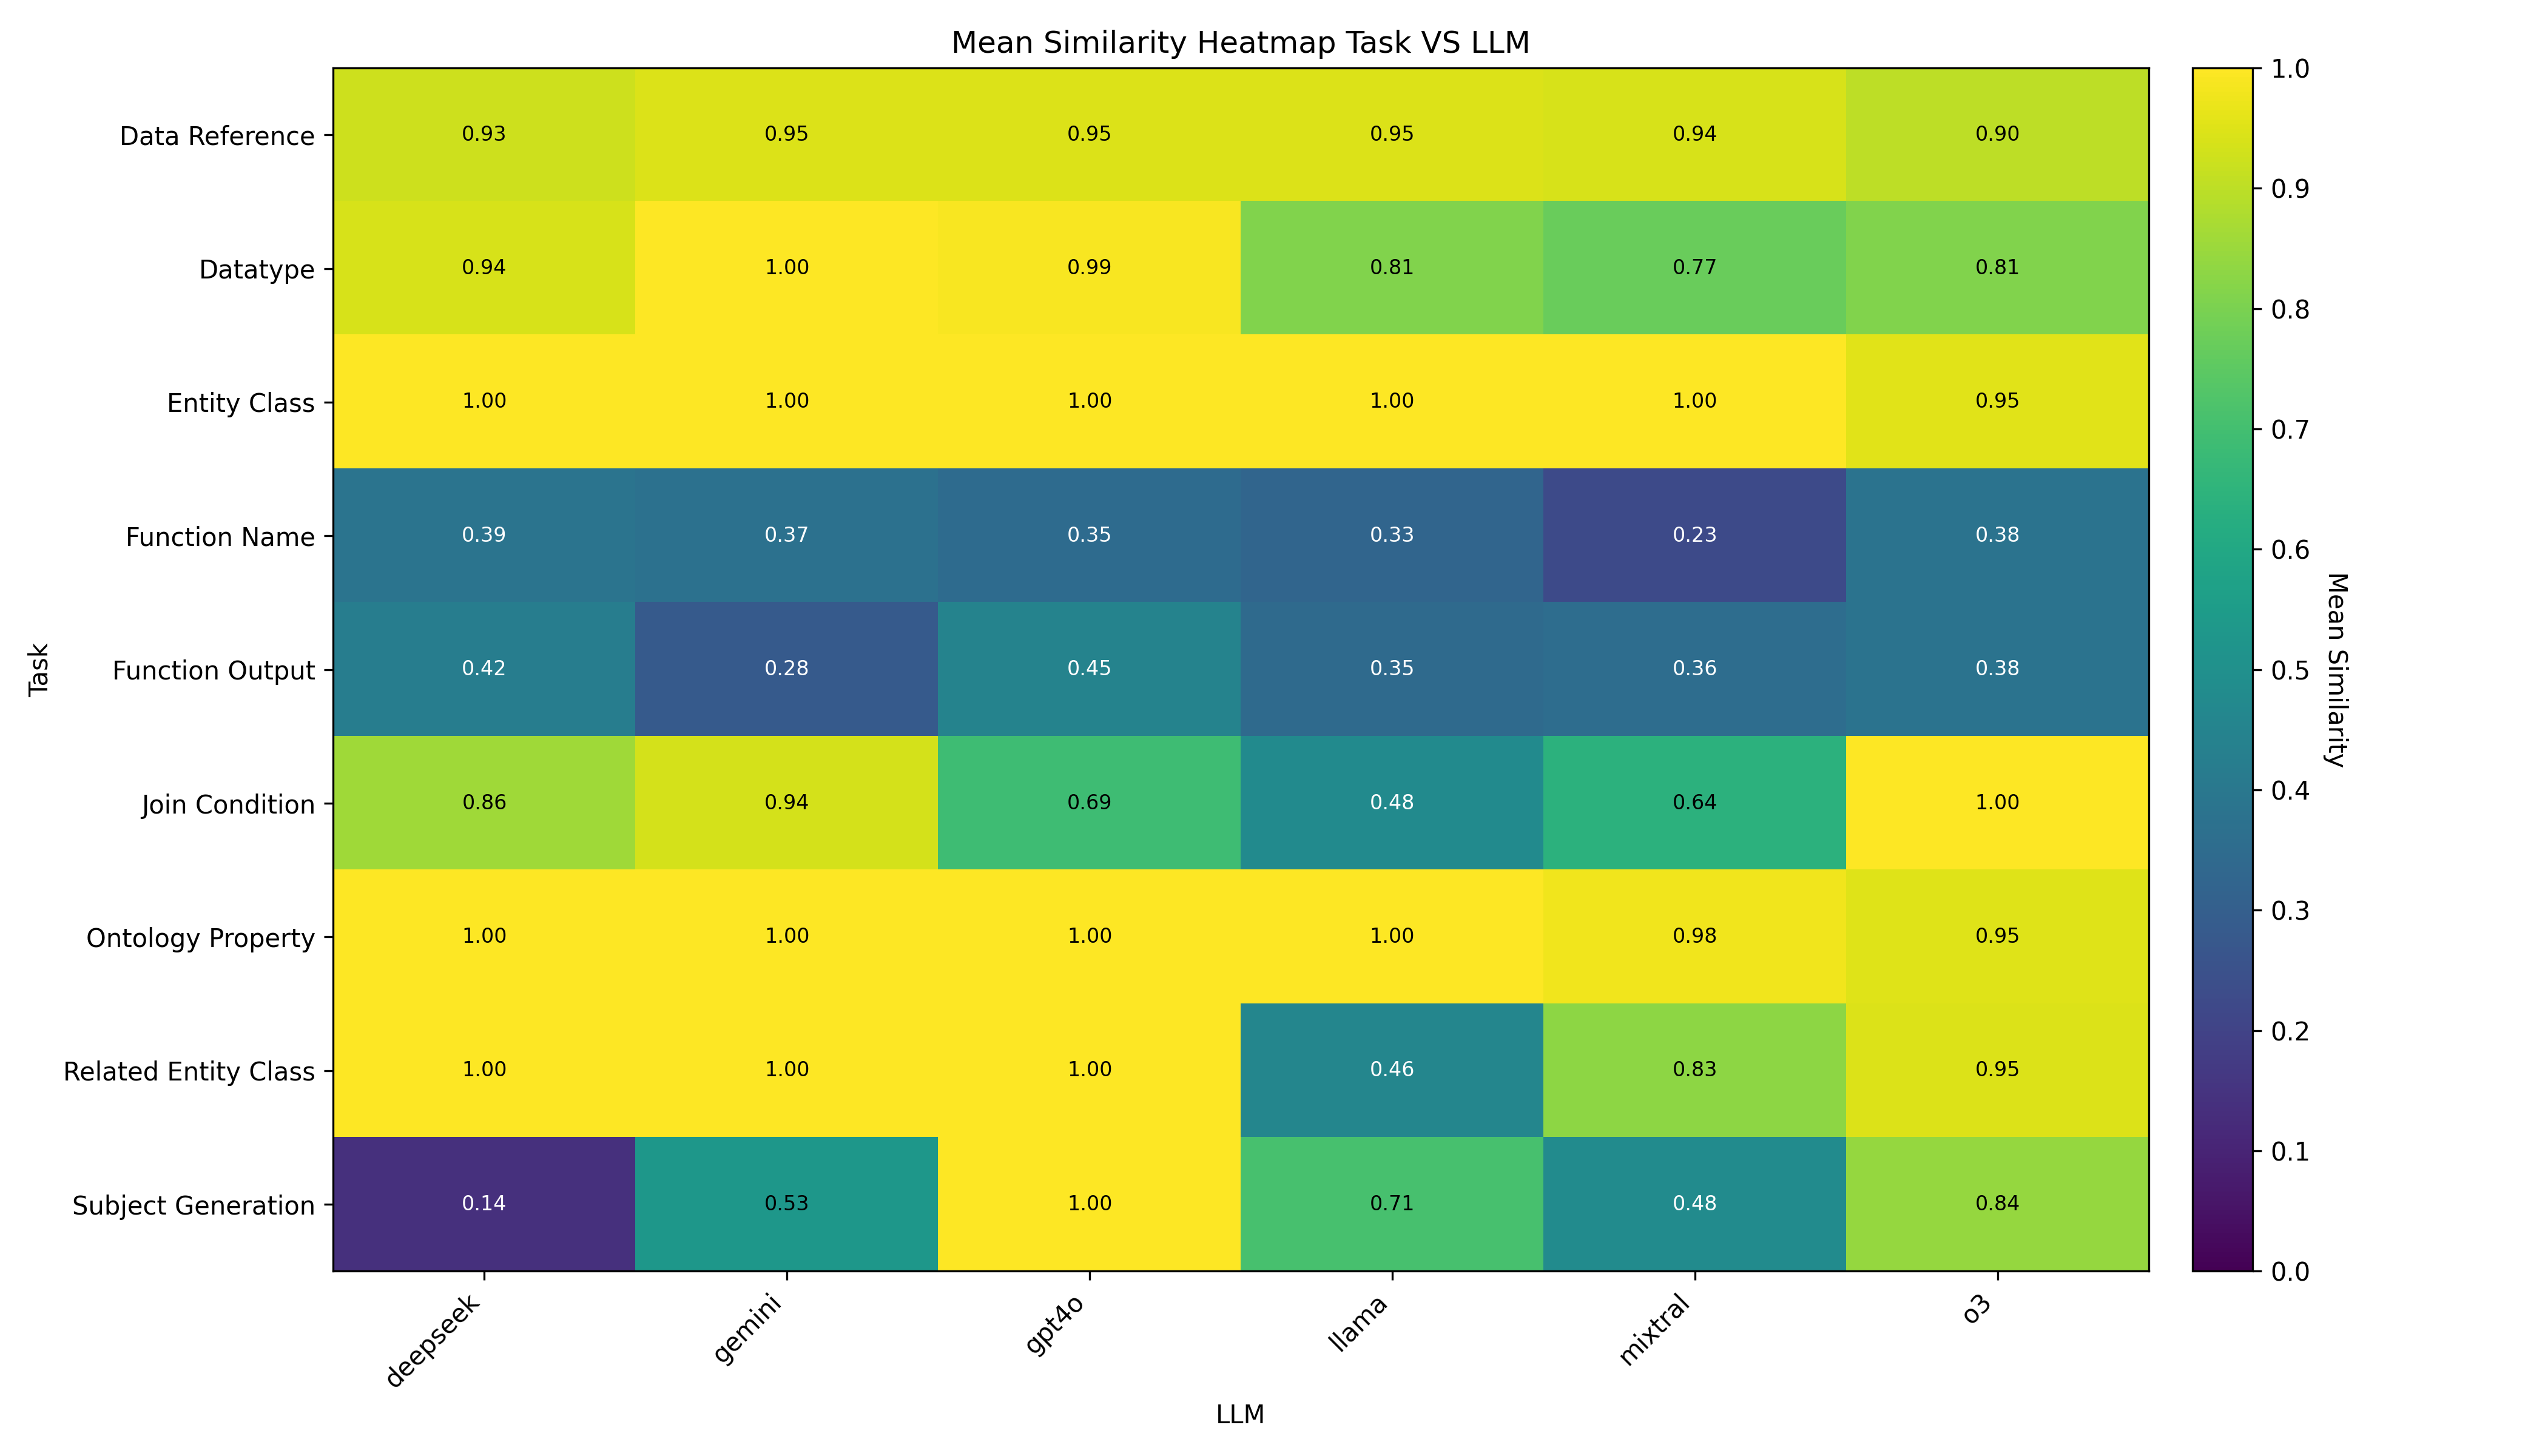 Mean Similarity Heatmap Task VS LLM
Data Reference 0.93 0.95 0.95 0.95 0.94 0.90
Datatype 0.94 1.00 0.99 0.81 0.77 0.81
Entity Class 1.00 1.00 1.00 1.00 1.00 0.95
Function Name 0.39 0.37 0.35 0.33 0.23 0.38
Function Output 0.42 0.28 0.45 0.35 0.36 0.38
Join Condition 0.86 0.94 0.69 0.48 0.64 1.00
Ontology Property 1.00 1.00 1.00 1.00 0.98 0.95
Related Entity Class 1.00 1.00 1.00 0.46 0.83 0.95
Subject Generation 0.14 0.53 1.00 0.71 0.48 0.84
Task
deepseek gemini gpt4o llama mixtral o3
LLM
1.0
0.9
0.8
0.7
0.6
0.5
0.4
0.3
0.2
0.1
0.0
Mean Similarity